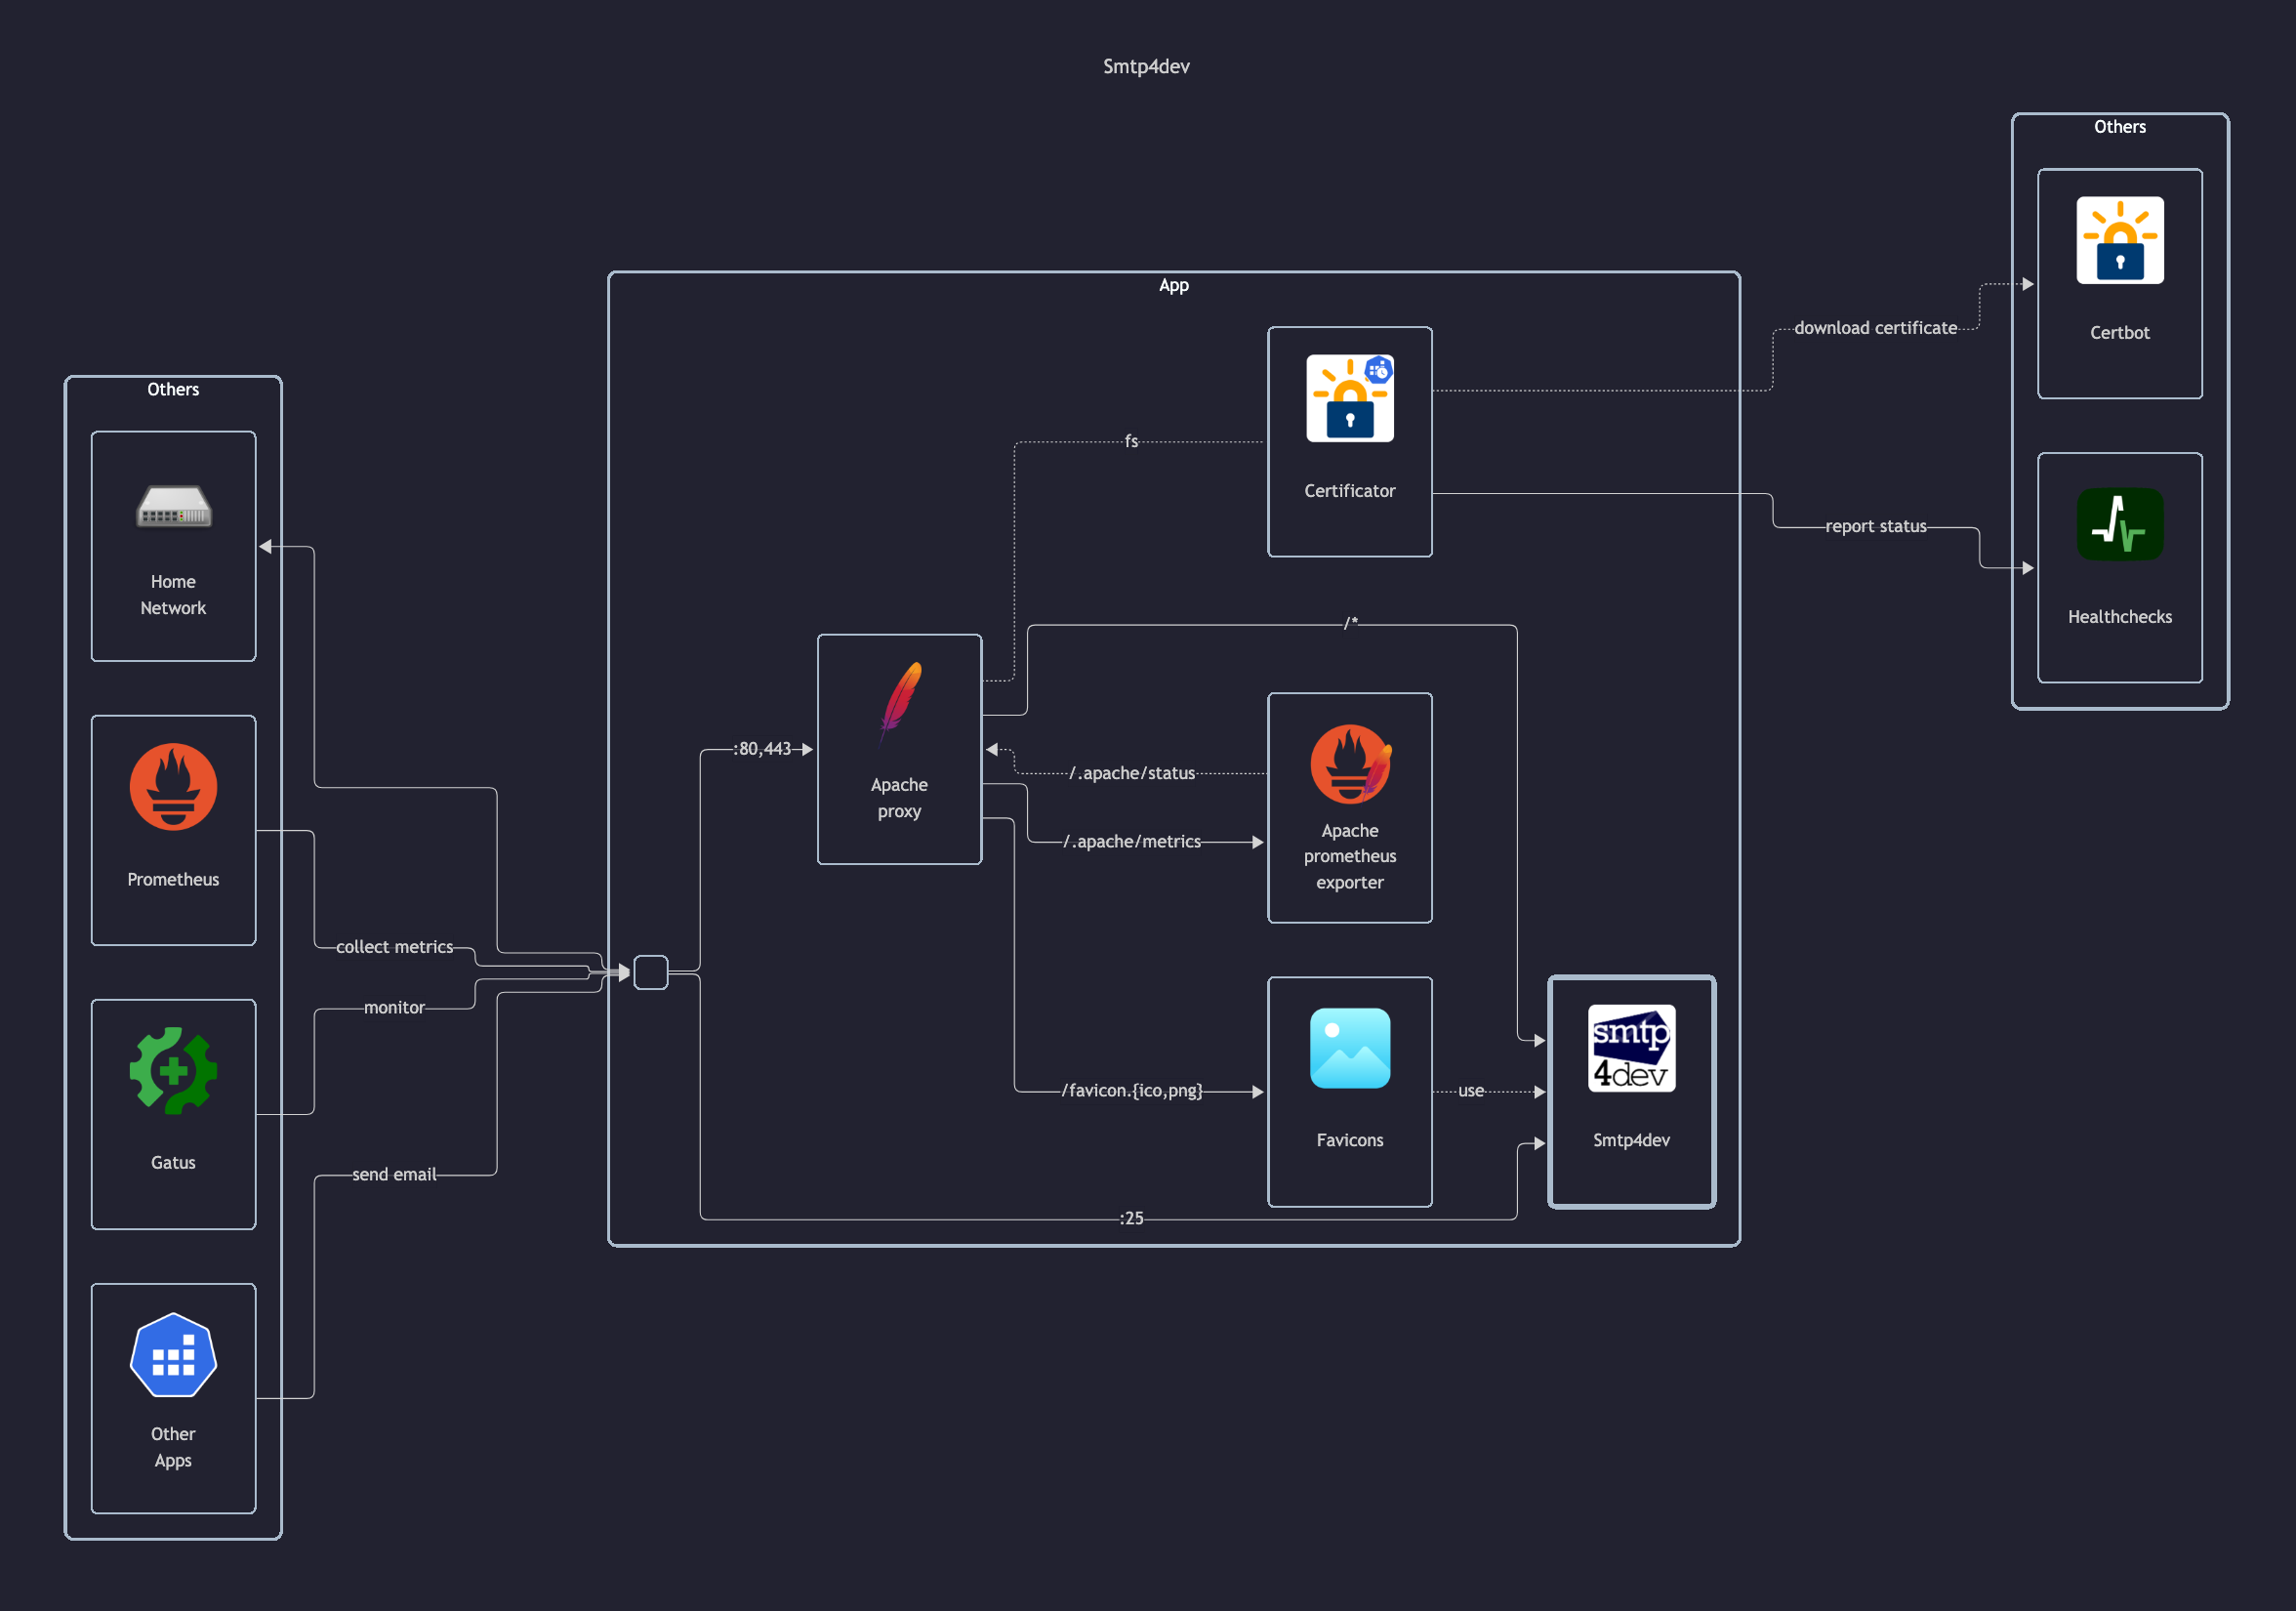 Smtp4dev
Others
Home
Network
Prometheus
Gatus
Other
Apps
collect metrics
monitor
send email
App
:80,443
Apache
proxy
fs
/*
/.apache/status
/.apache/metrics
/favicon.{ico,png}
:25
Certificator
Apache
prometheus
exporter
Favicons
use
smtp
4dev
Smtp4dev
download certificate
report status
Others
Certbot
Healthchecks